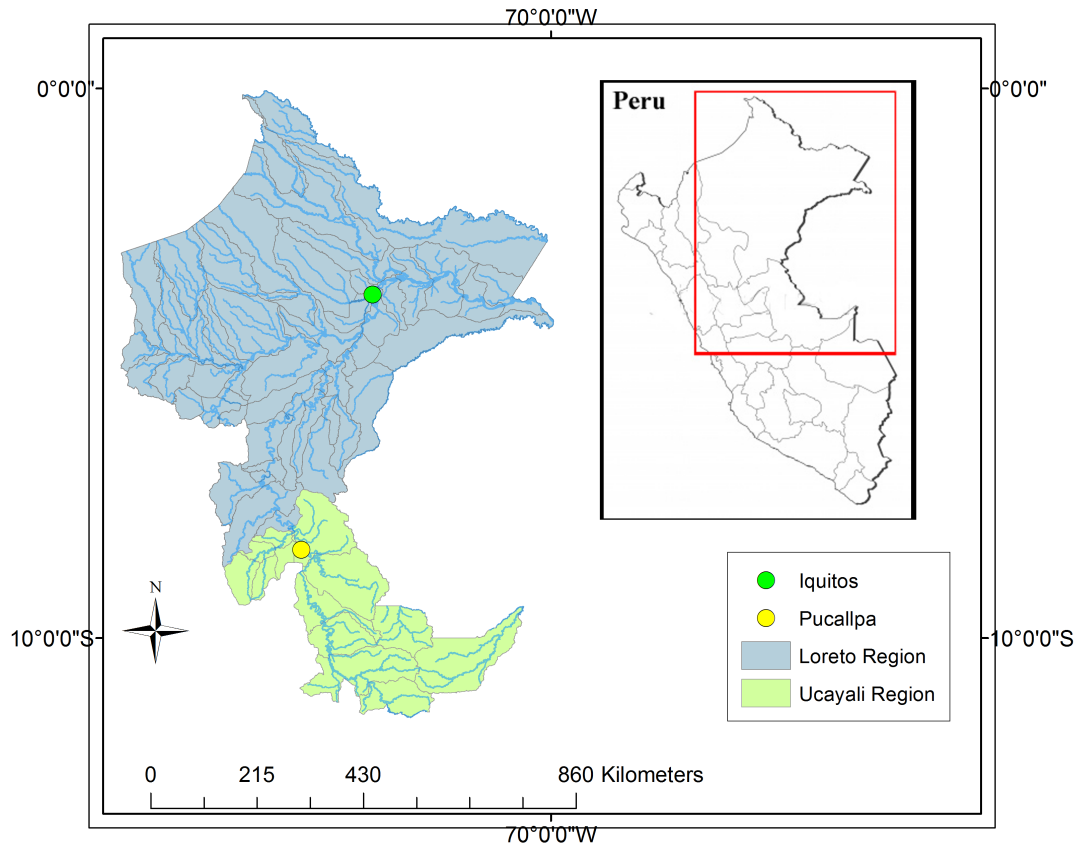 70°0'0"W
0°0'0"
0°0'0"
Peru
Iquitos
Pucallpa
Loreto Region
Ucayali Region
N
10°0'0"S
10°0'0"S
0 215 430 860 Kilometers
70°0'0"W